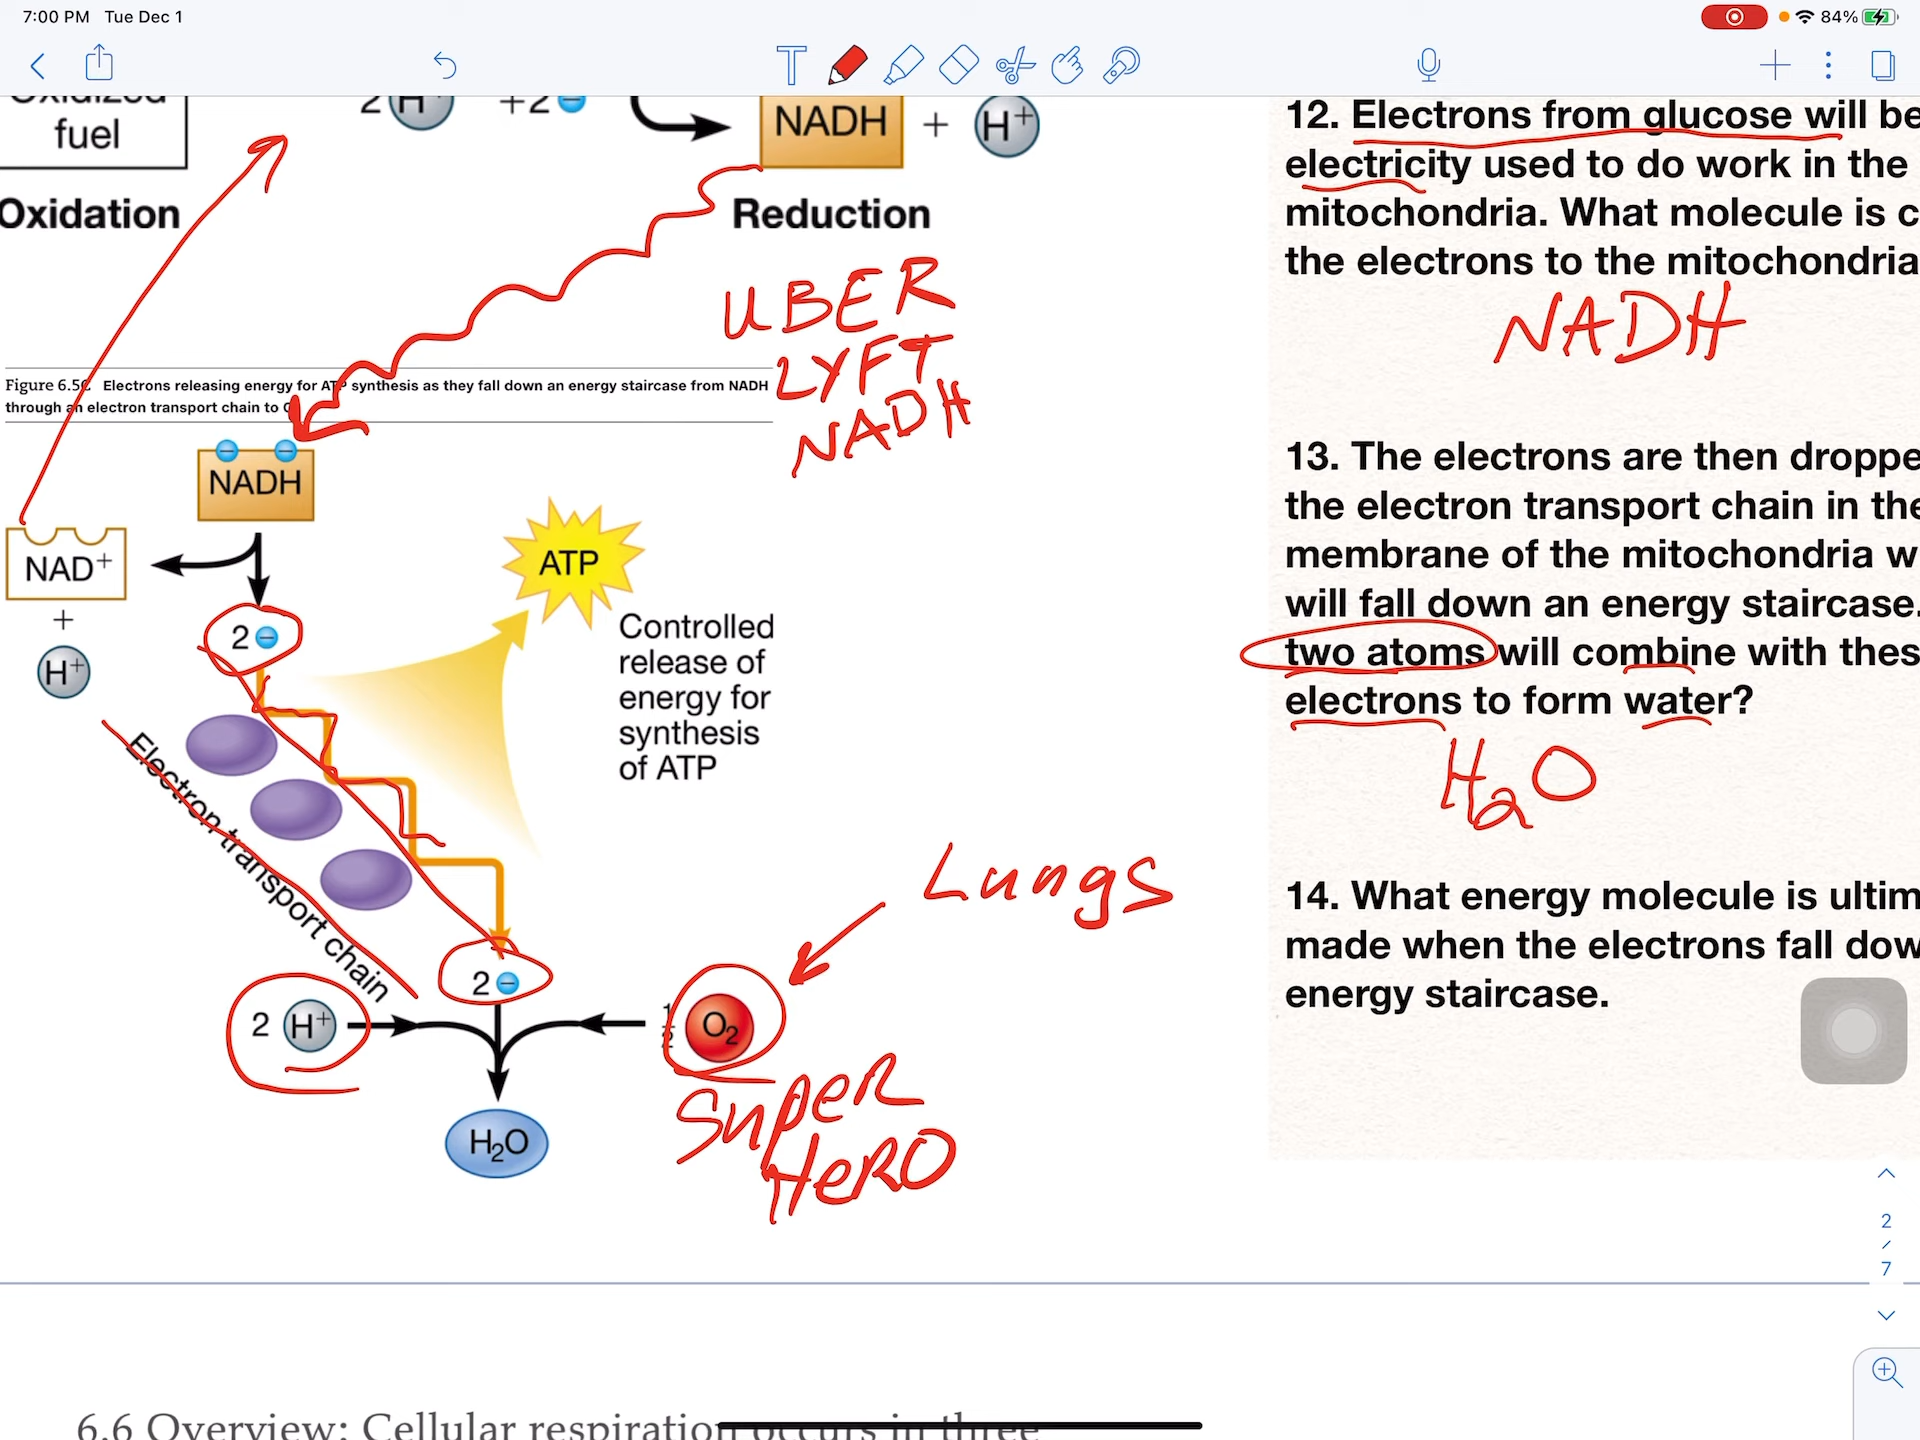 7:00 PM Tue Dec 1
84%
Oxidized
fuel
2 H+ +2 −
NADH + H+
Oxidation
Reduction
UBER
LYFT
NADH
Figure 6.5C Electrons releasing energy for ATP synthesis as they fall down an energy staircase from NADH
through an electron transport chain to O
NADH
NAD+
+
H+
2 −
ATP
Controlled
release of
energy for
synthesis
of ATP
Electron transport chain
Lungs
2 −
2 H+
1/2 O2
H2O
Super
Hero
12. Electrons from glucose will be
electricity used to do work in the
mitochondria. What molecule is c
the electrons to the mitochondria
NADH
13. The electrons are then droppe
the electron transport chain in the
membrane of the mitochondria w
will fall down an energy staircase.
two atoms will combine with thes
electrons to form water?
H2O
14. What energy molecule is ultim
made when the electrons fall dow
energy staircase.
2
/
7
6.6 Overview: Cellular respiration occurs in three